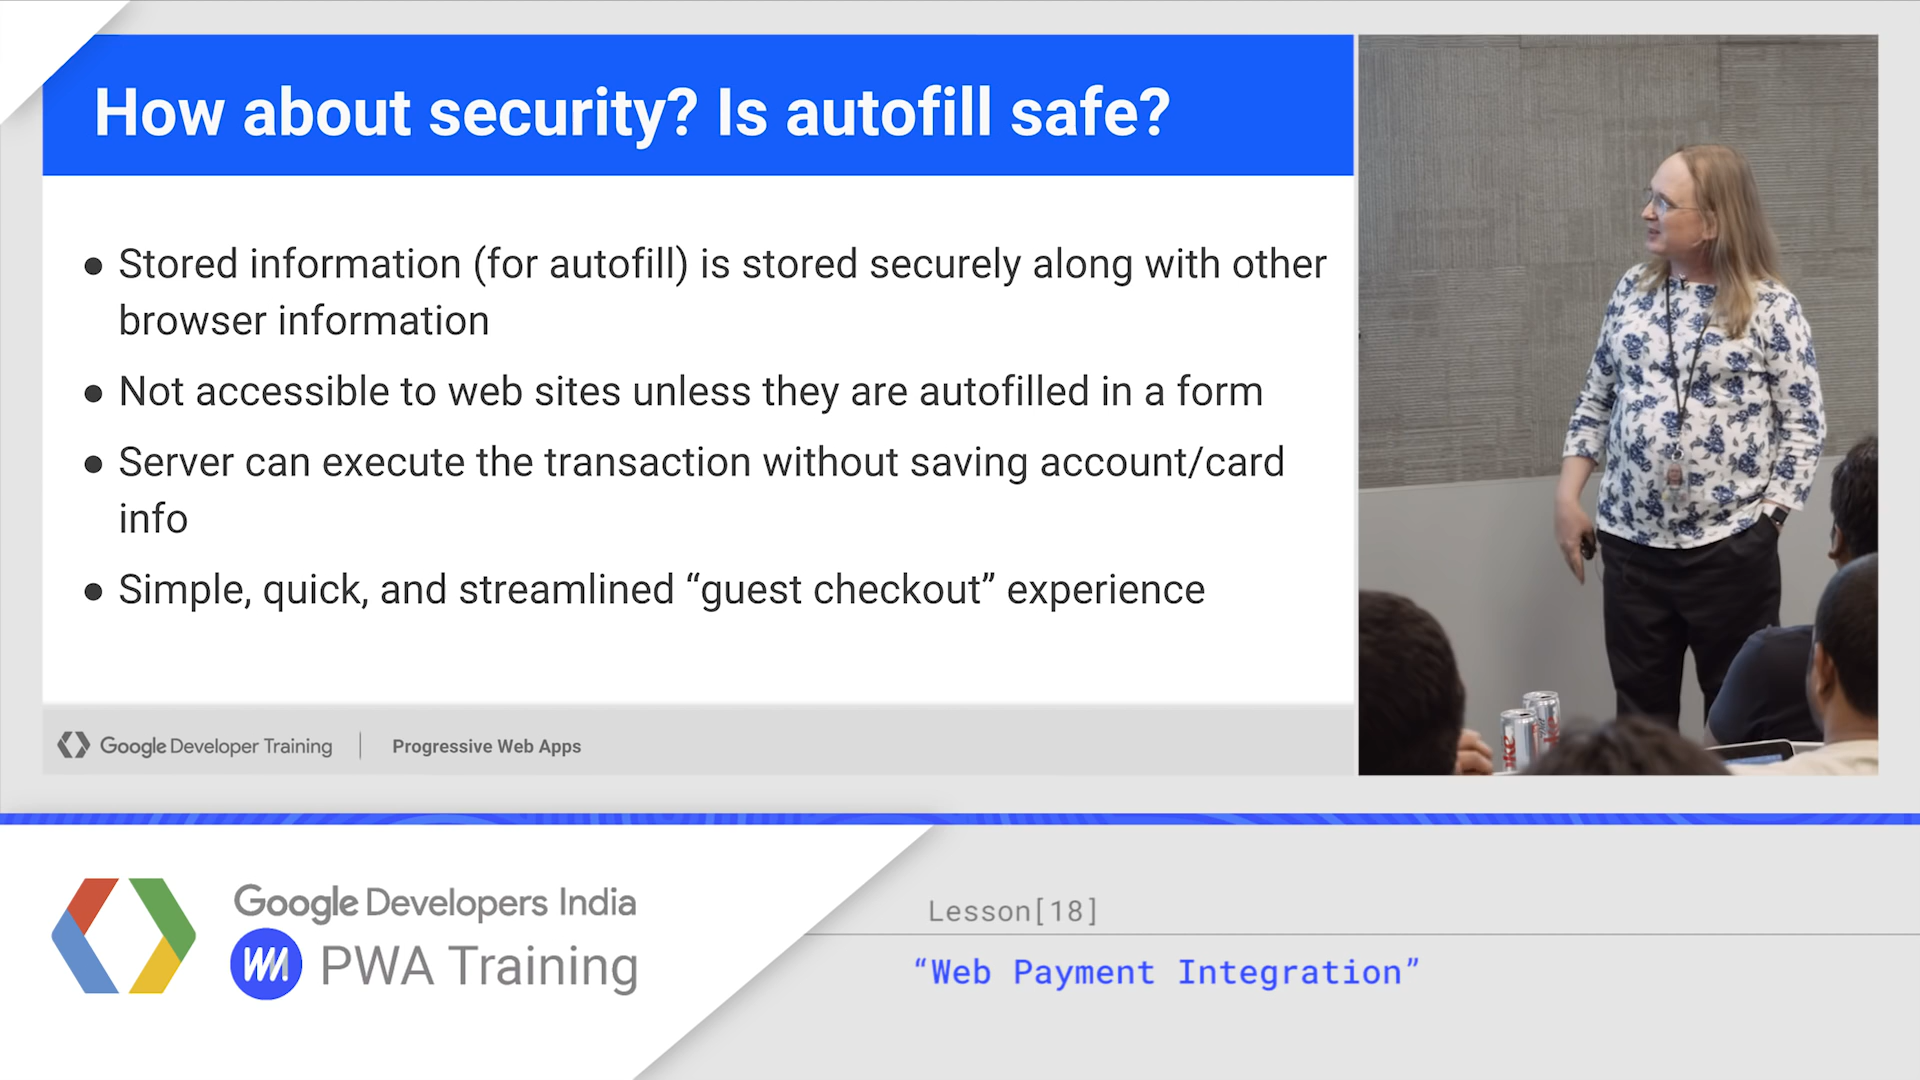 How about security? Is autofill safe?
● Stored information (for autofill) is stored securely along with other
browser information
● Not accessible to web sites unless they are autofilled in a form
● Server can execute the transaction without saving account/card
info
● Simple, quick, and streamlined “guest checkout” experience
Google Developer Training | Progressive Web Apps
Google Developers India
PWA Training
Lesson[18]
“Web Payment Integration”